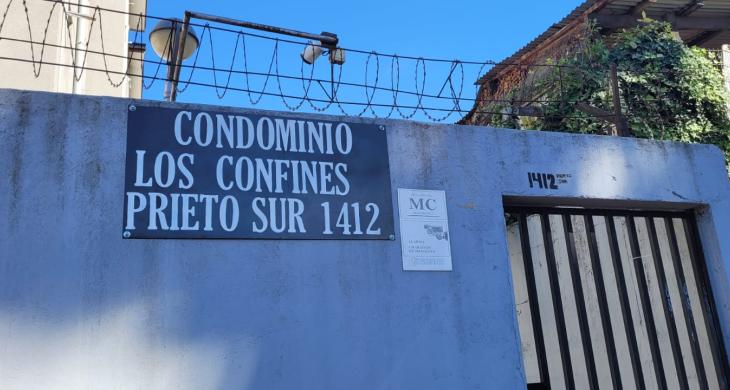 CONDOMINIO
LOS CONFINES
PRIETO SUR 1412
MC
1412